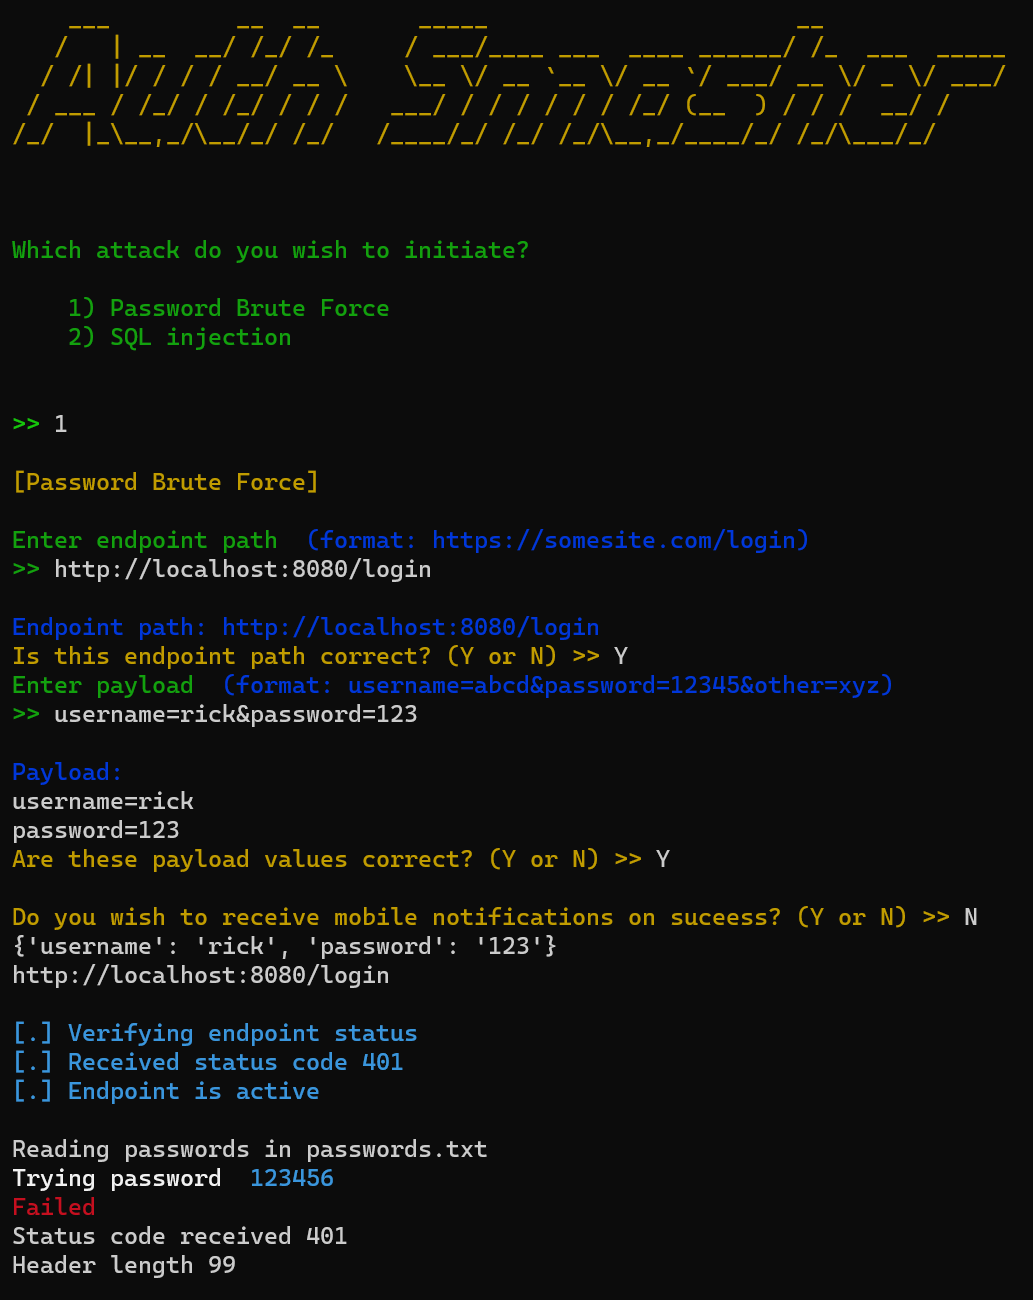 Auth Smasher
Which attack do you wish to initiate?
1) Password Brute Force
2) SQL injection
>> 1
[Password Brute Force]
Enter endpoint path  (format: https://somesite.com/login)
>> http://localhost:8080/login
Endpoint path: http://localhost:8080/login
Is this endpoint path correct? (Y or N) >> Y
Enter payload  (format: username=abcd&password=12345&other=xyz)
>> username=rick&password=123
Payload:
username=rick
password=123
Are these payload values correct? (Y or N) >> Y
Do you wish to receive mobile notifications on suceess? (Y or N) >> N
{'username': 'rick', 'password': '123'}
http://localhost:8080/login
[.] Verifying endpoint status
[.] Received status code 401
[.] Endpoint is active
Reading passwords in passwords.txt
Trying password  123456
Failed
Status code received 401
Header length 99